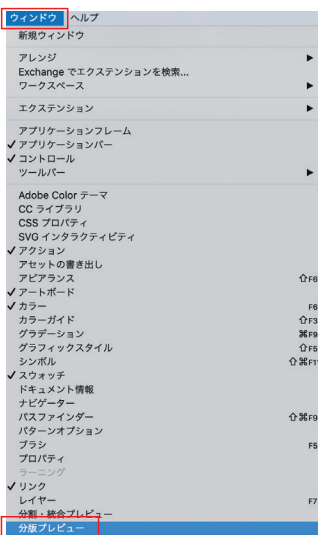 ウィンドウ ヘルプ
新規ウィンドウ
アレンジ ▶
Exchange でエクステンションを検索...
ワークスペース ▶
エクステンション ▶
アプリケーションフレーム
✓ アプリケーションバー
✓ コントロール
ツールバー ▶
Adobe Color テーマ
CC ライブラリ
CSS プロパティ
SVG インタラクティビティ
✓ アクション
アセットの書き出し
アピアランス ⇧F6
✓ アートボード
✓ カラー F6
カラーガイド ⇧F3
グラデーション ⌘F9
グラフィックスタイル ⇧F5
シンボル ⇧⌘F11
✓ スウォッチ
ドキュメント情報
ナビゲーター
パスファインダー ⇧⌘F9
パターンオプション
ブラシ F5
プロパティ
ラーニング
✓ リンク
レイヤー F7
分割・統合プレビュー
分版プレビュー